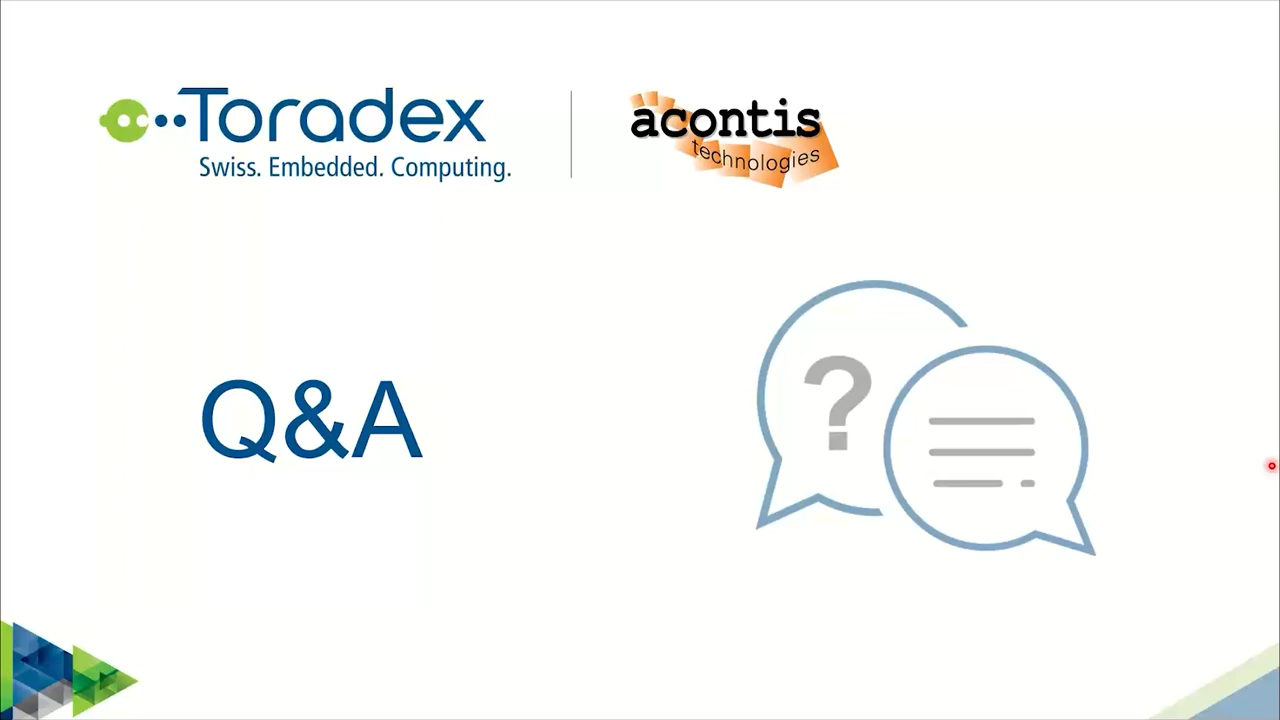 Toradex
Swiss. Embedded. Computing.
acontis
technologies
Q&A
?